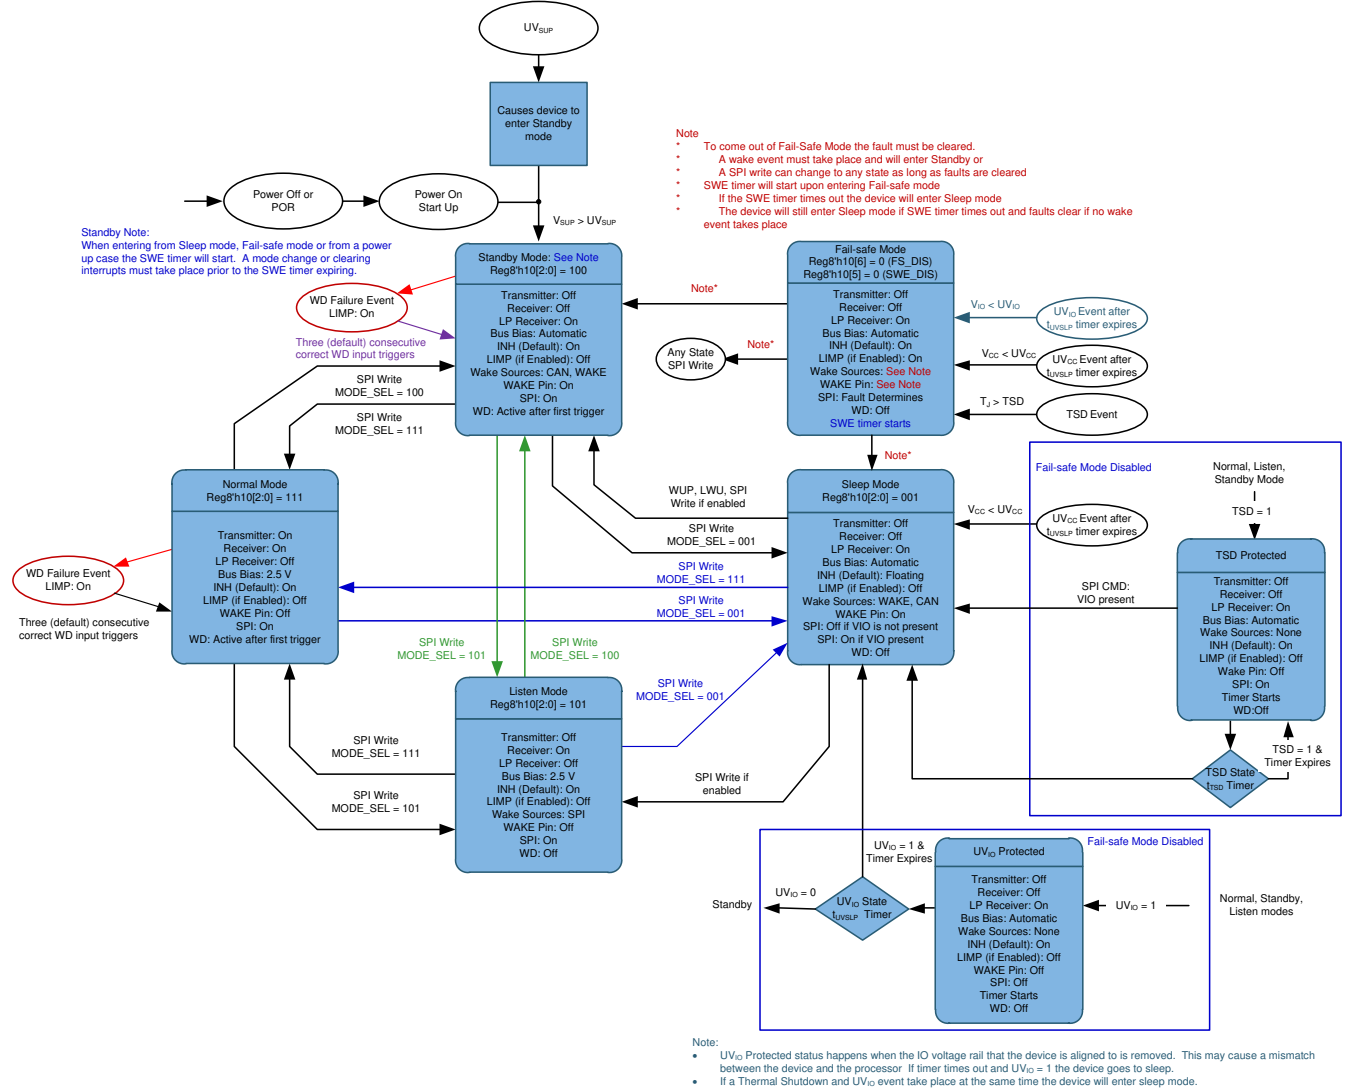 UVSUP
Causes device to
enter Standby
mode
Power Off or
POR
Power On
Start Up
VSUP > UVSUP
Note
* To come out of Fail-Safe Mode the fault must be cleared.
* A wake event must take place and will enter Standby or
* A SPI write can change to any state as long as faults are cleared
* SWE timer will start upon entering Fail-safe mode
* If the SWE timer times out the device will enter Sleep mode
* The device will still enter Sleep mode if SWE timer times out and faults clear if no wake
event takes place
Standby Note:
When entering from Sleep mode, Fail-safe mode or from a power
up case the SWE timer will start. A mode change or clearing
interrupts must take place prior to the SWE timer expiring.
Standby Mode: See Note
Reg8'h10[2:0] = 100
Transmitter: Off
Receiver: Off
LP Receiver: On
Bus Bias: Automatic
INH (Default): On
LIMP (if Enabled): Off
Wake Sources: CAN, WAKE
WAKE Pin: On
SPI: On
WD: Active after first trigger
WD Failure Event
LIMP: On
Three (default) consecutive
correct WD input triggers
SPI Write
MODE_SEL = 100
SPI Write
MODE_SEL = 111
Fail-safe Mode
Reg8'h10[6] = 0 (FS_DIS)
Reg8'h10[5] = 0 (SWE_DIS)
Transmitter: Off
Receiver: Off
LP Receiver: On
Bus Bias: Automatic
INH (Default): On
LIMP (if Enabled): On
Wake Sources: See Note
WAKE Pin: See Note
SPI: Fault Determines
WD: Off
SWE timer starts
Note*
Note*
Any State
SPI Write
VIO < UVIO
UVIO Event after
tUVSLP timer expires
VCC < UVCC
UVCC Event after
tUVSLP timer expires
TJ > TSD
TSD Event
Note*
Normal Mode
Reg8'h10[2:0] = 111
Transmitter: On
Receiver: On
LP Receiver: Off
Bus Bias: 2.5 V
INH (Default): On
LIMP (if Enabled): Off
WAKE Pin: Off
SPI: On
WD: Active after first trigger
WD Failure Event
LIMP: On
Three (default) consecutive
correct WD input triggers
WUP, LWU, SPI
Write if enabled
SPI Write
MODE_SEL = 001
SPI Write
MODE_SEL = 111
SPI Write
MODE_SEL = 001
SPI Write
MODE_SEL = 101
SPI Write
MODE_SEL = 100
SPI Write
MODE_SEL = 001
Sleep Mode
Reg8'h10[2:0] = 001
Transmitter: Off
Receiver: Off
LP Receiver: On
Bus Bias: Automatic
INH (Default): Floating
LIMP (if Enabled): Off
Wake Sources: WAKE, CAN
WAKE Pin: On
SPI: Off if VIO is not present
SPI: On if VIO present
WD: Off
VCC < UVCC
UVCC Event after
tUVSLP timer expires
Fail-safe Mode Disabled
Normal, Listen,
Standby Mode
TSD = 1
TSD Protected
Transmitter: Off
Receiver: Off
LP Receiver: On
Bus Bias: Automatic
Wake Sources: None
INH (Default): On
LIMP (if Enabled): Off
Wake Pin: Off
SPI: On
Timer Starts
WD:Off
SPI CMD:
VIO present
TSD = 1 &
Timer Expires
TSD State
tTSD Timer
Listen Mode
Reg8'h10[2:0] = 101
Transmitter: Off
Receiver: On
LP Receiver: Off
Bus Bias: 2.5 V
INH (Default): On
LIMP (if Enabled): Off
Wake Sources: SPI
WAKE Pin: Off
SPI: On
WD: Off
SPI Write
MODE_SEL = 111
SPI Write
MODE_SEL = 101
SPI Write if
enabled
UVIO = 1 &
Timer Expires
UVIO = 0
Standby
UVIO State
tUVSLP Timer
UVIO Protected
Transmitter: Off
Receiver: Off
LP Receiver: On
Bus Bias: Automatic
Wake Sources: None
INH (Default): On
LIMP (if Enabled): Off
WAKE Pin: Off
SPI: Off
Timer Starts
WD: Off
Fail-safe Mode Disabled
UVIO = 1
Normal, Standby,
Listen modes
Note:
• UVIO Protected status happens when the IO voltage rail that the device is aligned to is removed. This may cause a mismatch
between the device and the processor If timer times out and UVIO = 1 the device goes to sleep.
• If a Thermal Shutdown and UVIO event take place at the same time the device will enter sleep mode.